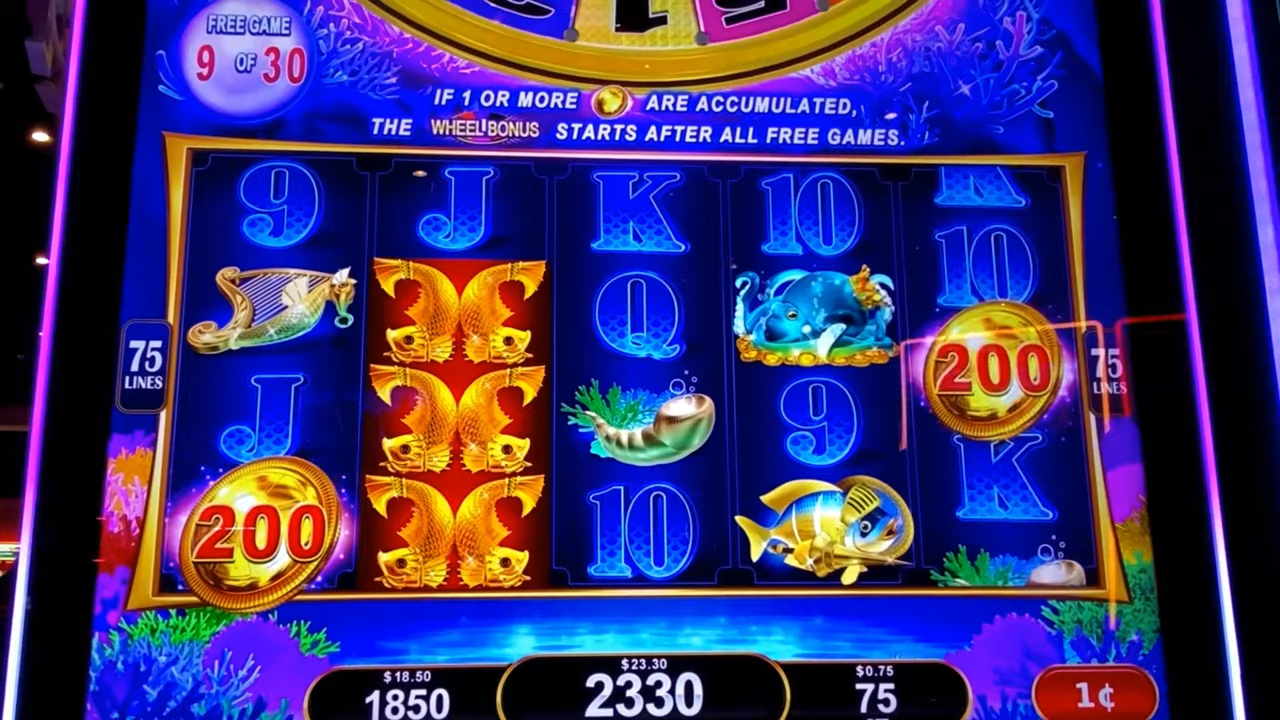 FREE GAME
9 OF 30
IF 1 OR MORE ARE ACCUMULATED,
THE WHEEL BONUS STARTS AFTER ALL FREE GAMES.
9 J K 10 K
10
Q
75 LINES
200
75 LINES
J
9
200
10
K
$18.50
1850
$23.30
2330
$0.75
75
1¢